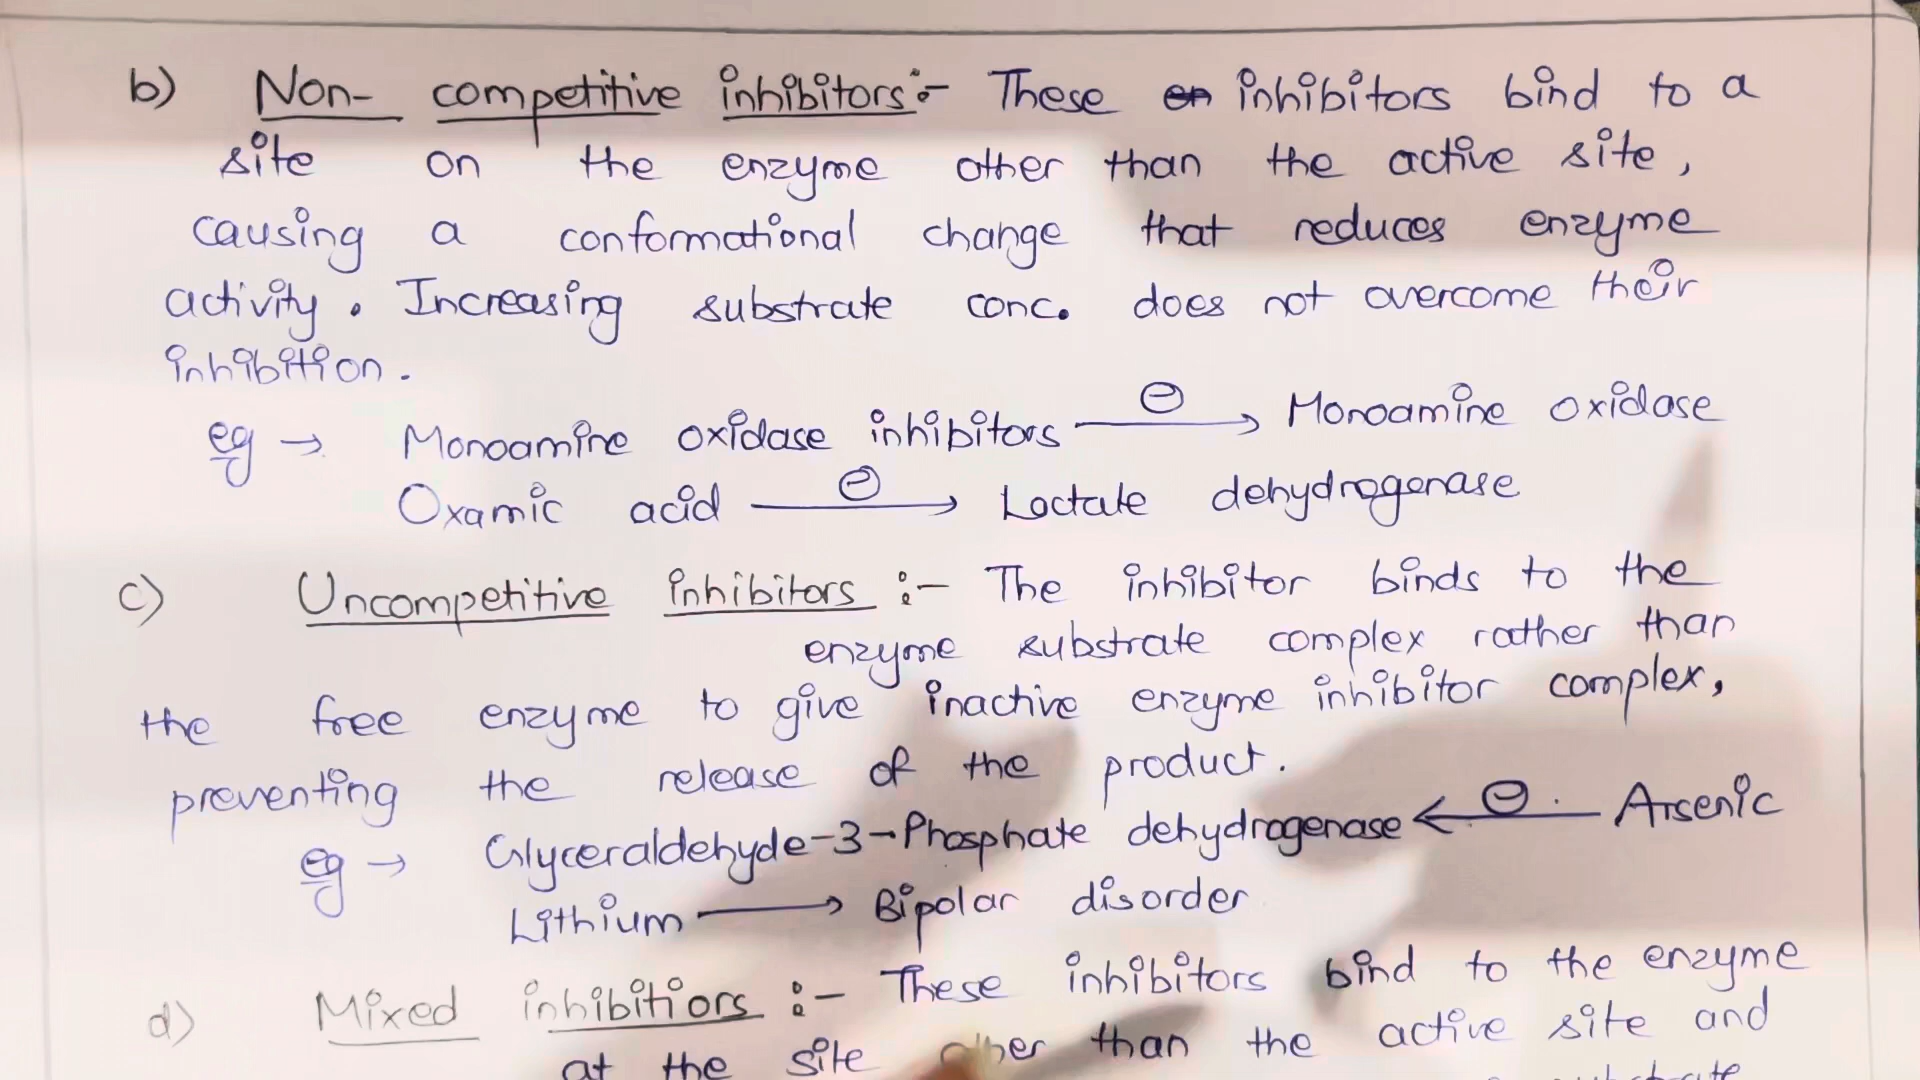 b) Non- competitive inhibitors :- These inhibitors bind to a
site on the enzyme other than the active site,
causing a conformational change that reduces enzyme
activity. Increasing substrate conc. does not overcome their
inhibition.
eg → Monoamine oxidase inhibitors ⊖→ Monoamine oxidase
Oxamic acid ⊖→ Lactate dehydrogenase
c) Uncompetitive inhibitors :- The inhibitor binds to the
enzyme substrate complex rather than
the free enzyme to give inactive enzyme inhibitor complex,
preventing the release of the product.
eg → Glyceraldehyde-3-Phosphate dehydrogenase ←⊖ Arsenic
Lithium → Bipolar disorder
d) Mixed inhibitiors :- These inhibitors bind to the enzyme
at the site other than the active site and